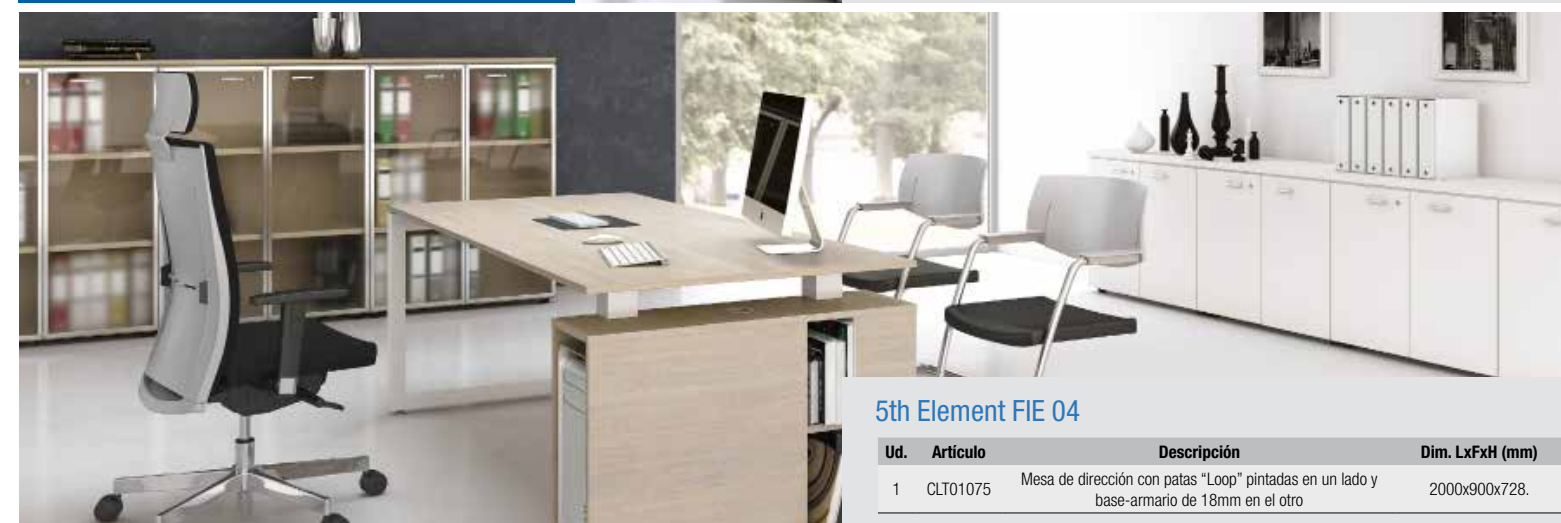 5th Element FIE 04
Ud. Artículo Descripción Dim. LxFxH (mm)
1 CLT01075 Mesa de dirección con patas “Loop” pintadas en un lado y
base-armario de 18mm en el otro 2000x900x728.